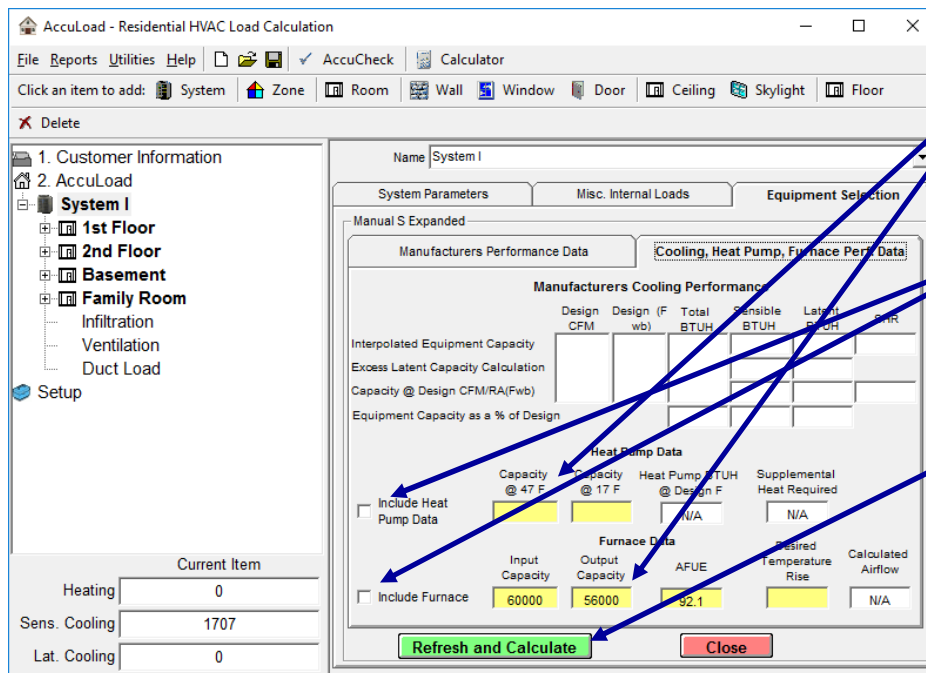 AccuLoad - Residential HVAC Load Calculation
File Reports Utilities Help AccuCheck Calculator
Click an item to add: System Zone Room Wall Window Door Ceiling Skylight Floor
Delete
1. Customer Information
2. AccuLoad
System I
1st Floor
2nd Floor
Basement
Family Room
Infiltration
Ventilation
Duct Load
Setup
Current Item
Heating 0
Sens. Cooling 1707
Lat. Cooling 0
Name System I
System Parameters Misc. Internal Loads Equipment Selection
Manual S Expanded
Manufacturers Performance Data Cooling, Heat Pump, Furnace Perf. Data
Manufacturers Cooling Performance
Design CFM Design (F wb) Total BTUH Sensible BTUH Latent BTUH SHR
Interpolated Equipment Capacity
Excess Latent Capacity Calculation
Capacity @ Design CFM/RA(Fwb)
Equipment Capacity as a % of Design
Heat Pump Data
Capacity @ 47 F Capacity @ 17 F Heat Pump BTUH @ Design F Supplemental Heat Required
Include Heat Pump Data N/A N/A
Furnace Data
Input Capacity Output Capacity AFUE Desired Temperature Rise Calculated Airflow
Include Furnace 60000 56000 92.1 N/A
Refresh and Calculate Close